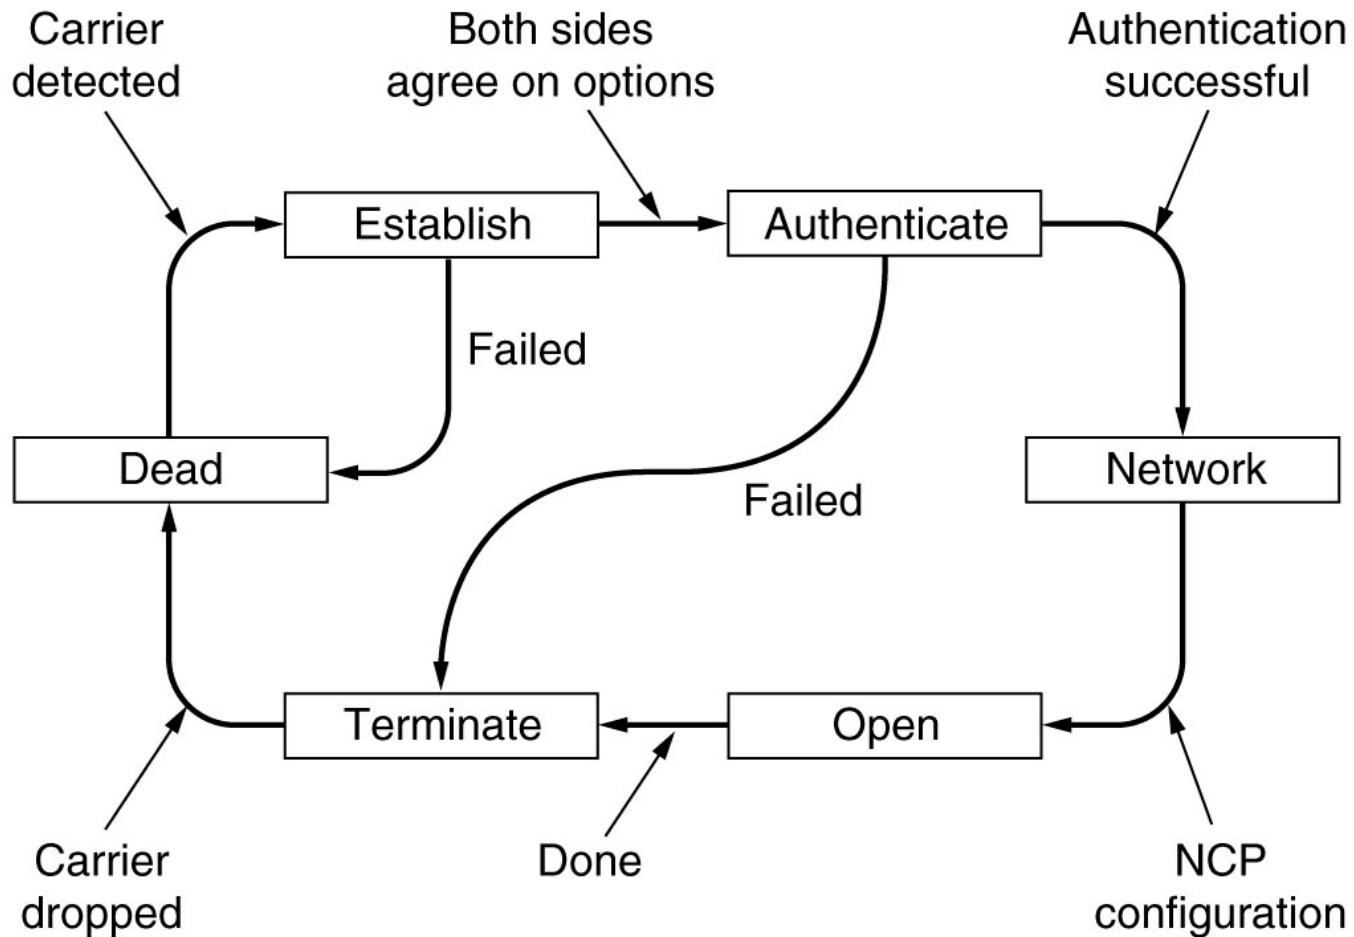 Carrier
detected
Both sides
agree on options
Authentication
successful
Establish
Authenticate
Failed
Dead
Network
Failed
Terminate
Open
Carrier
dropped
Done
NCP
configuration